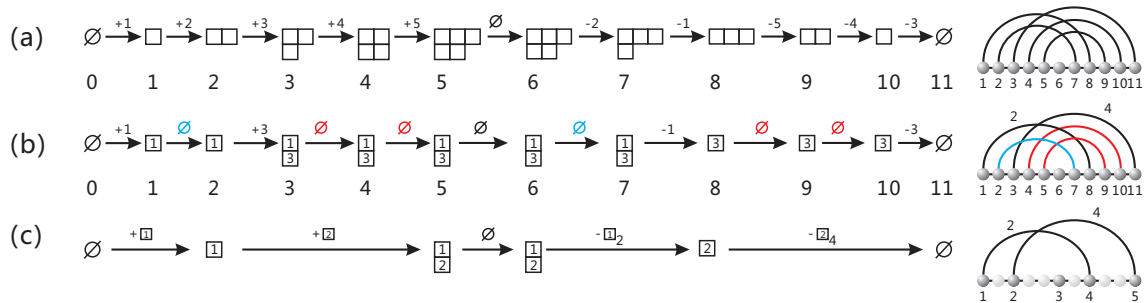 +1 +2 +3 +4 +5 ∅ -2 -1 -5 -4 -3
(a) ∅ ∅
0 1 2 3 4 5 6 7 8 9 10 11
1 2 3 4 5 6 7 8 9 10 11
+1 ∅ +3 ∅ ∅ ∅ ∅ -1 ∅ ∅ -3
2 4
(b) ∅ 1 1 1 3 1 3 1 3 1 3 1 3 3 3 3 ∅
0 1 2 3 4 5 6 7 8 9 10 11
1 2 3 4 5 6 7 8 9 10 11
+ 1 + 2 ∅ - 1 2 - 2 4
2 4
(c) ∅ 1 1 2 1 2 2 ∅
1 2 3 4 5